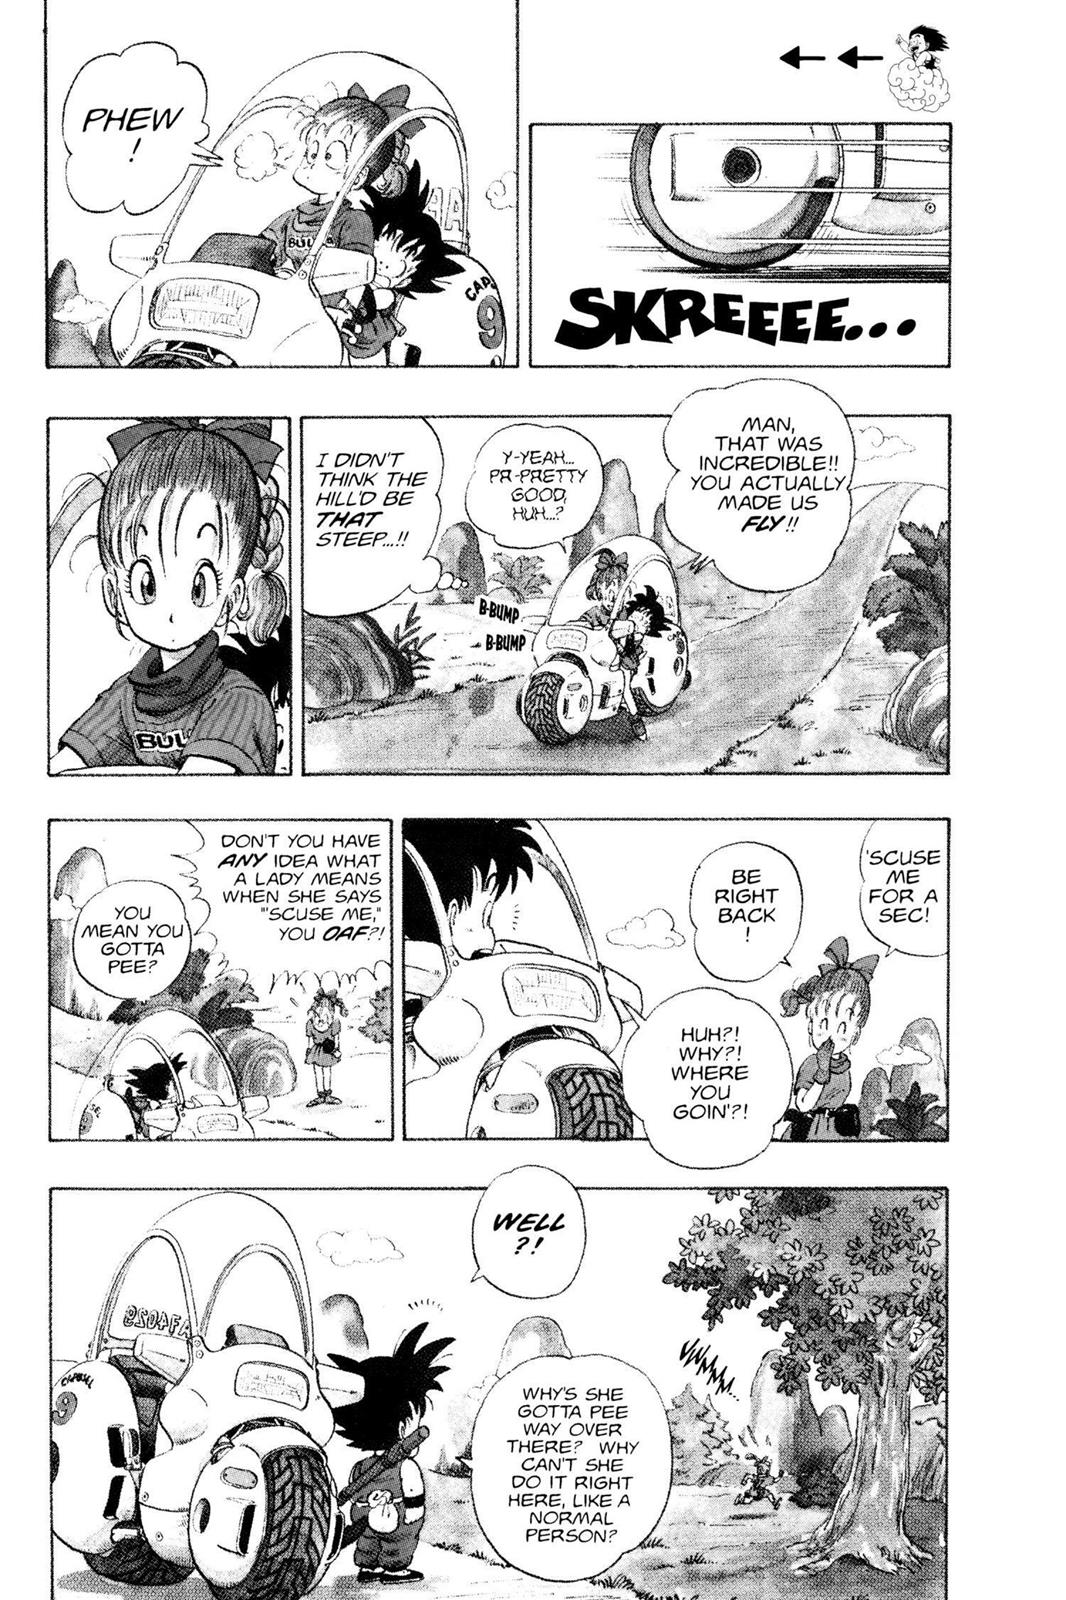 SKREEEE...
PHEW
!
BULMA
CAPS
9
MAN,
THAT WAS
INCREDIBLE!!
YOU ACTUALLY
MADE US
FLY!!
Y-YEAH...
PR-PRETTY
GOOD,
HUH...?
B-BUMP
B-BUMP
I DIDN'T
THINK THE
HILL'D BE
THAT
STEEP...!!
BUL
'SCUSE
ME
FOR A
SEC!
BE
RIGHT
BACK
!
HUH?!
WHY?!
WHERE
YOU
GOIN'?!
DON'T YOU HAVE
ANY IDEA WHAT
A LADY MEANS
WHEN SHE SAYS
"'SCUSE ME,"
YOU OAF?!
YOU
MEAN YOU
GOTTA
PEE?
WELL
?!
WHY'S SHE
GOTTA PEE
WAY OVER
THERE? WHY
CAN'T SHE
DO IT RIGHT
HERE, LIKE A
NORMAL
PERSON?
CAPSULE
9